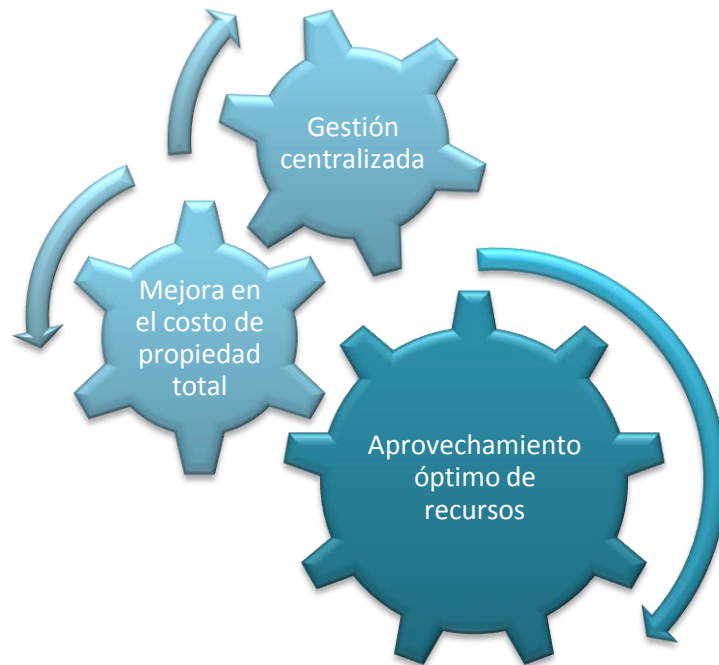 Gestión
centralizada
Mejora en
el costo de
propiedad
total
Aprovechamiento
óptimo de
recursos